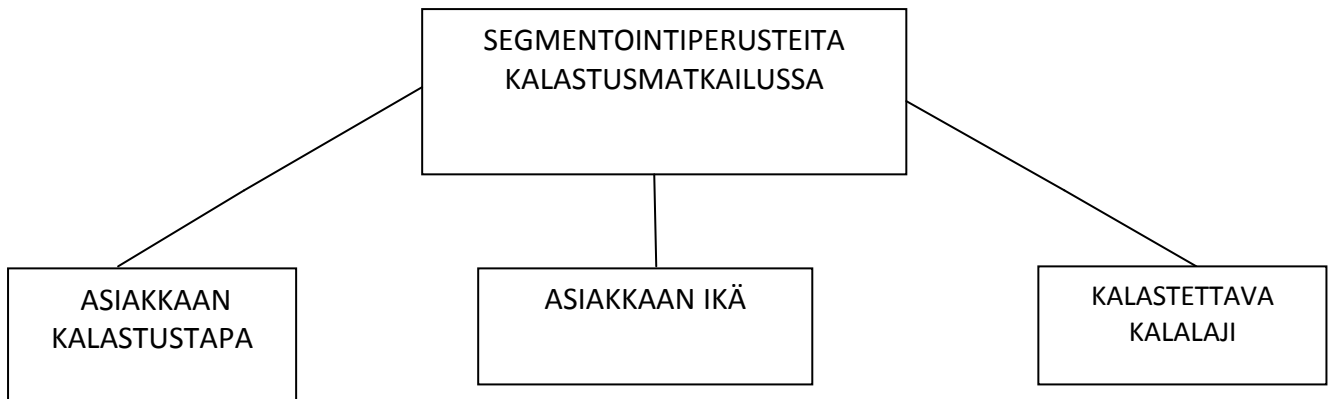 SEGMENTOINTIPERUSTEITA
KALASTUSMATKAILUSSA
ASIAKKAAN
KALASTUSTAPA
ASIAKKAAN IKÄ
KALASTETTAVA
KALALAJI